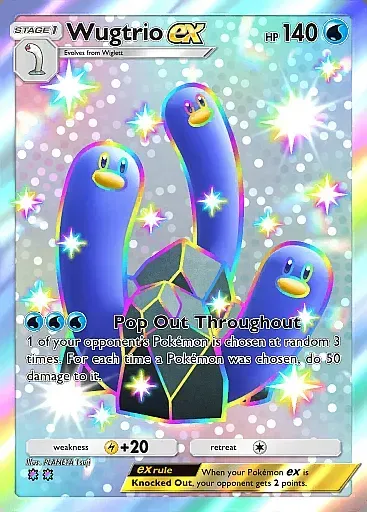 STAGE 1 Wugtrio ex HP 140
Evolves from Wiglett
Pop Out Throughout
1 of your opponent's Pokémon is chosen at random 3
times. For each time a Pokémon was chosen, do 50
damage to it.
weakness +20 retreat
Illus. PLANETA Tsuji
ex rule When your Pokémon ex is
Knocked Out, your opponent gets 2 points.